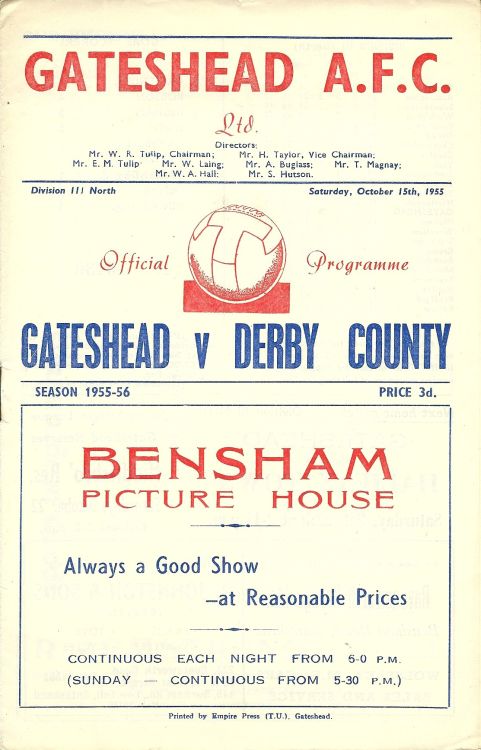 GATESHEAD A.F.C.
Ltd.
Directors:
Mr. W. R. Tulip, Chairman; Mr. H. Taylor, Vice Chairman;
Mr. E. M. Tulip Mr. W. Laing; Mr. A. Buglass; Mr. T. Magnay;
Mr. W. A. Hall; Mr. S. Hutson.
Division 111 North Saturday, October 15th, 1955
Official Programme
GATESHEAD v DERBY COUNTY
SEASON 1955-56 PRICE 3d.
BENSHAM
PICTURE HOUSE
Always a Good Show
—at Reasonable Prices
CONTINUOUS EACH NIGHT FROM 5-0 P.M.
(SUNDAY — CONTINUOUS FROM 5-30 P.M.)
Printed by Empire Press (T.U.), Gateshead.